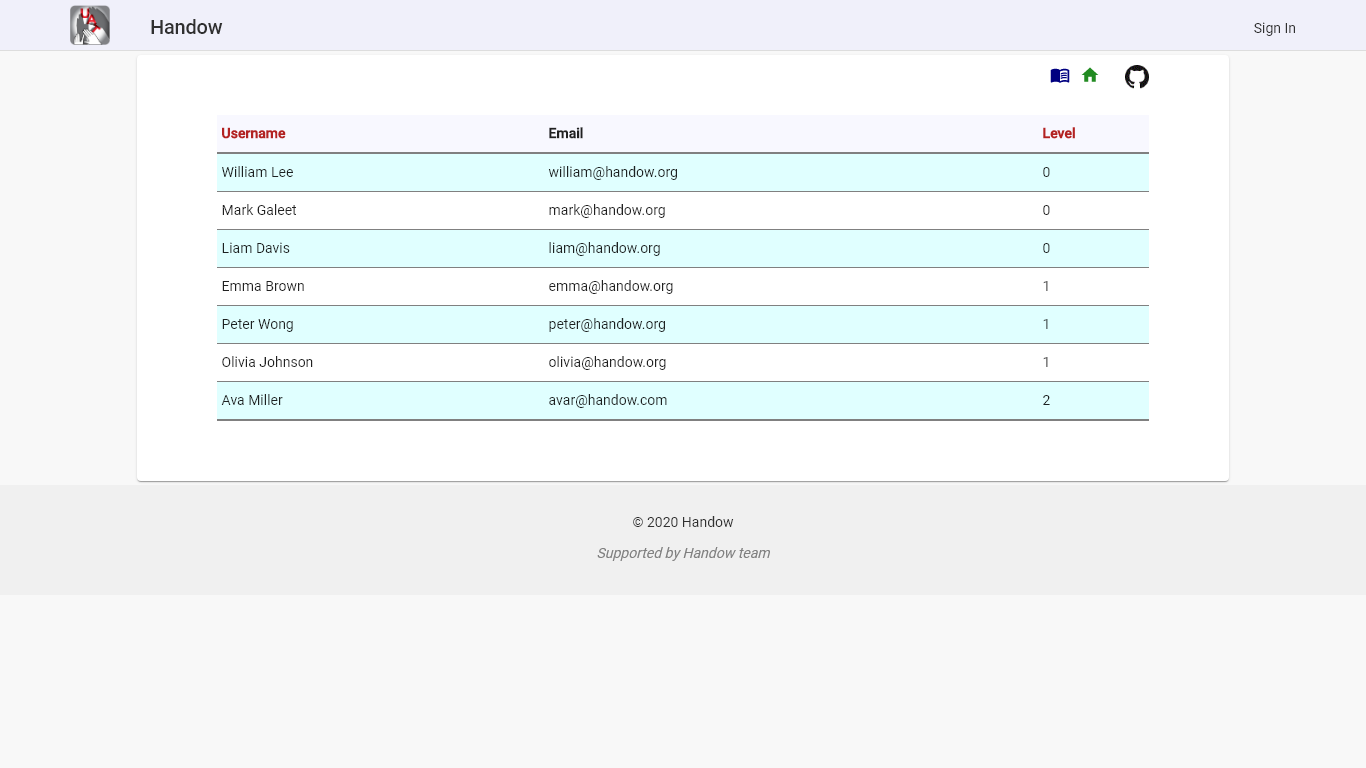 Handow
Sign In
Username Email Level
William Lee william@handow.org 0
Mark Galeet mark@handow.org 0
Liam Davis liam@handow.org 0
Emma Brown emma@handow.org 1
Peter Wong peter@handow.org 1
Olivia Johnson olivia@handow.org 1
Ava Miller avar@handow.com 2
© 2020 Handow
Supported by Handow team